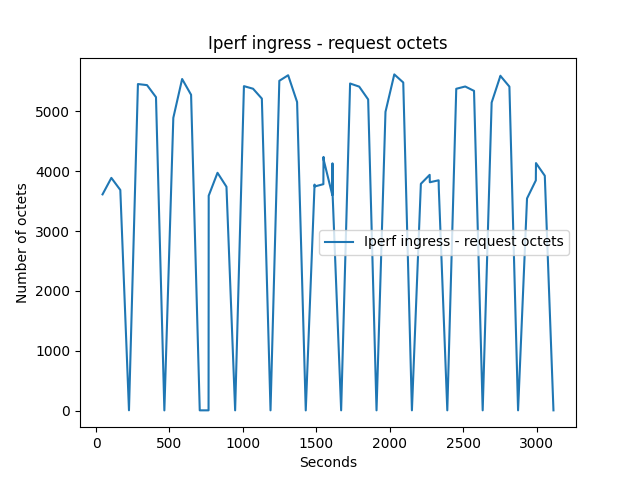 Iperf ingress - request octets
Number of octets
5000
4000
3000
2000
1000
0
Iperf ingress - request octets
0 500 1000 1500 2000 2500 3000
Seconds